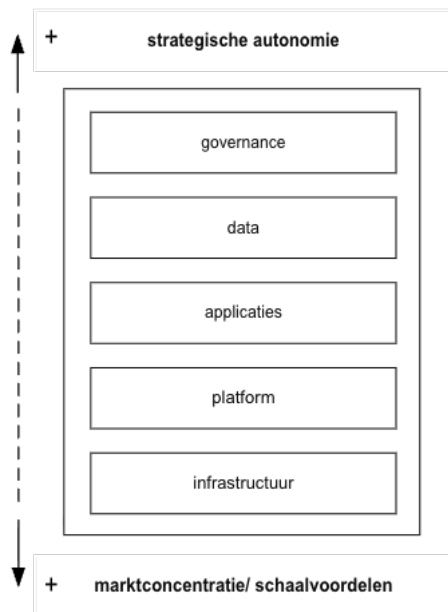 + strategische autonomie
governance
data
applicaties
platform
infrastructuur
+ marktconcentratie/ schaalvoordelen